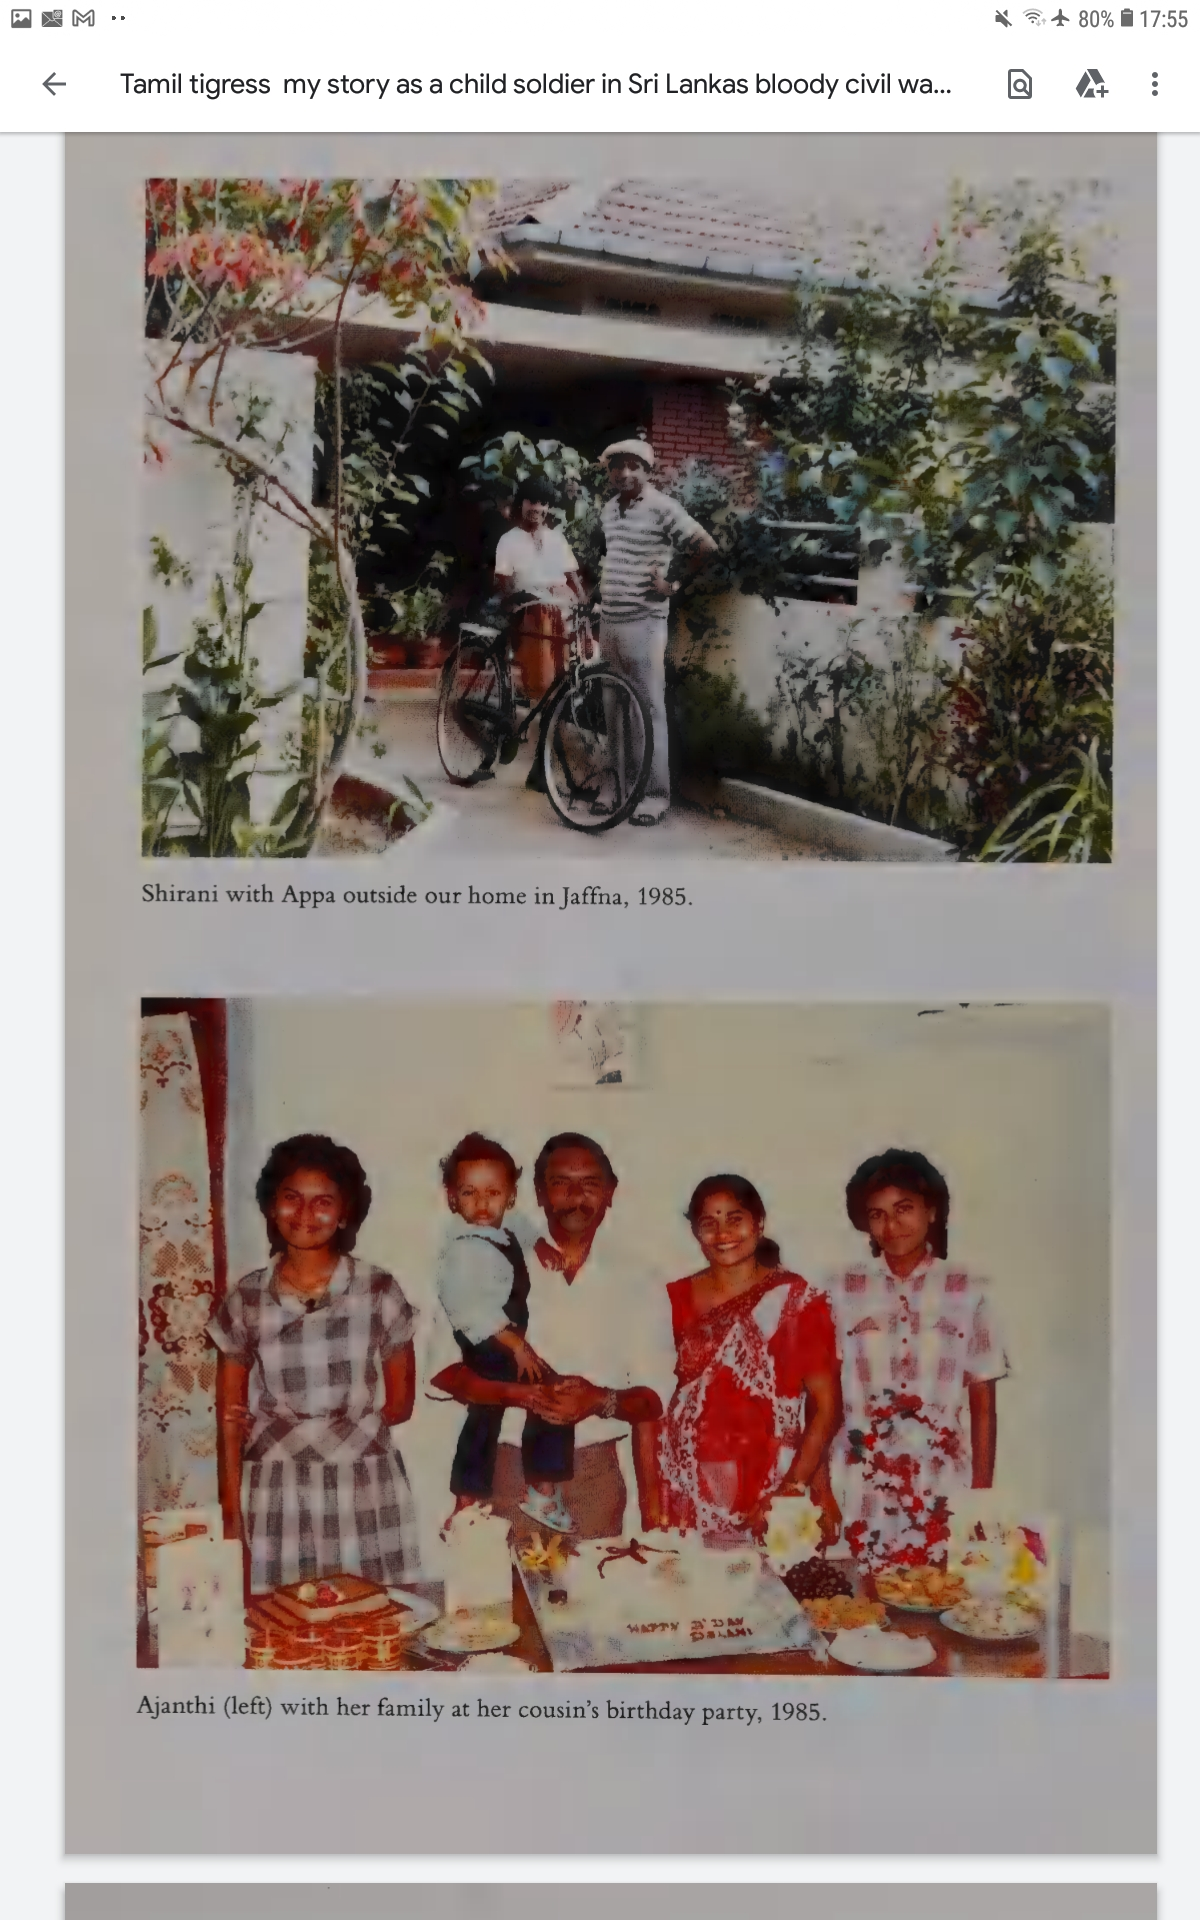 80% 17:55
Tamil tigress my story as a child soldier in Sri Lankas bloody civil wa...
Shirani with Appa outside our home in Jaffna, 1985.
HAPPY B'DAY
Ajanthi (left) with her family at her cousin's birthday party, 1985.